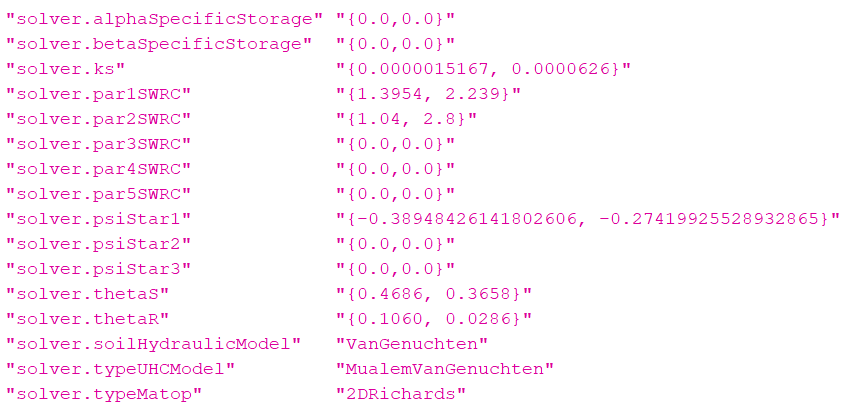 "solver.alphaSpecificStorage" "{0.0,0.0}"
"solver.betaSpecificStorage" "{0.0,0.0}"
"solver.ks" "{0.0000015167, 0.0000626}"
"solver.par1SWRC" "{1.3954, 2.239}"
"solver.par2SWRC" "{1.04, 2.8}"
"solver.par3SWRC" "{0.0,0.0}"
"solver.par4SWRC" "{0.0,0.0}"
"solver.par5SWRC" "{0.0,0.0}"
"solver.psiStar1" "{-0.38948426141802606, -0.27419925528932865}"
"solver.psiStar2" "{0.0,0.0}"
"solver.psiStar3" "{0.0,0.0}"
"solver.thetaS" "{0.4686, 0.3658}"
"solver.thetaR" "{0.1060, 0.0286}"
"solver.soilHydraulicModel" "VanGenuchten"
"solver.typeUHCModel" "MualemVanGenuchten"
"solver.typeMatop" "2DRichards"